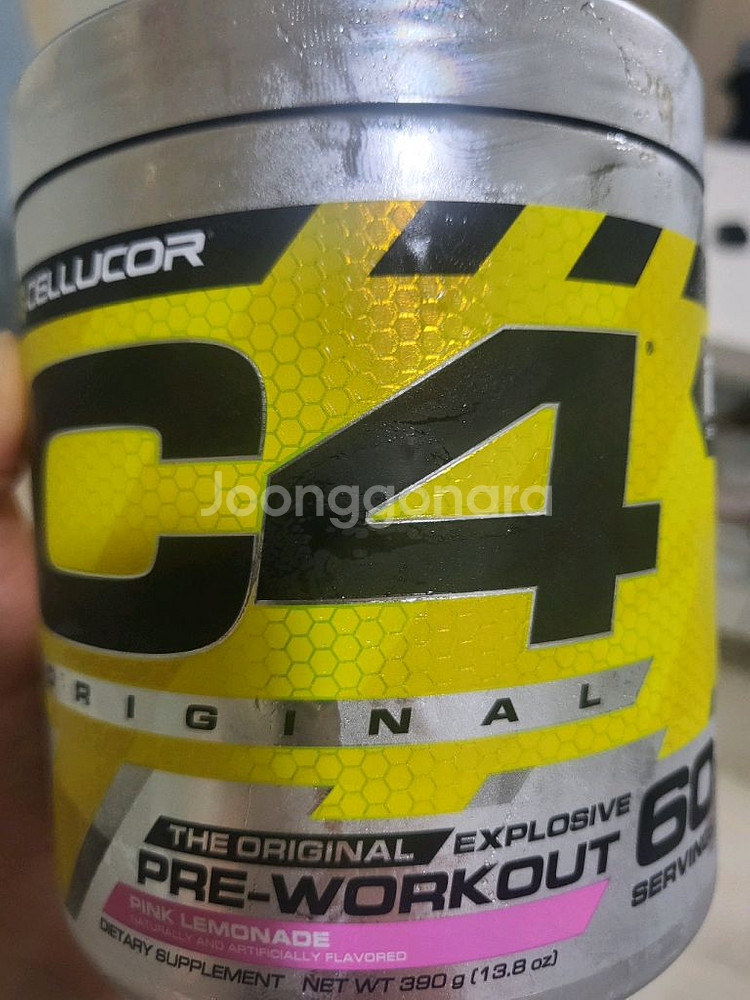 CELLUCOR
C4®
Joonggonara
ORIGINAL
THE ORIGINAL EXPLOSIVE
PRE-WORKOUT
60
SERVINGS
PINK LEMONADE
NATURALLY AND ARTIFICIALLY FLAVORED
DIETARY SUPPLEMENT NET WT 390 g (13.8 oz)